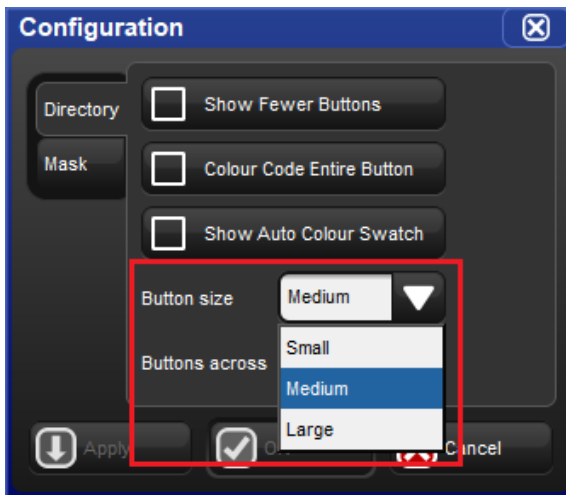 Configuration
Directory
Mask
Show Fewer Buttons
Colour Code Entire Button
Show Auto Colour Swatch
Button size
Medium
Buttons across
Small
Medium
Large
Apply
Cancel